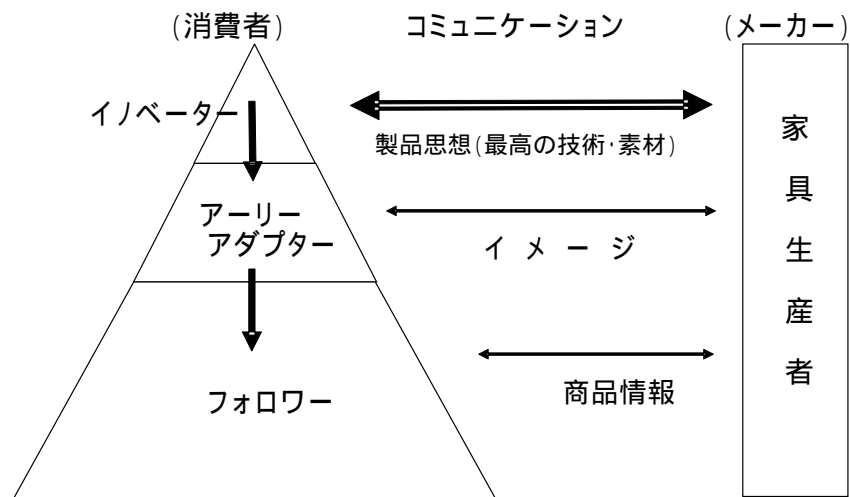 (消費者)
コミュニケーション
(メーカー)
イノベーター
製品思想(最高の技術・素材)
アーリー
アダプター
イメージ
フォロワー
商品情報
家具生産者